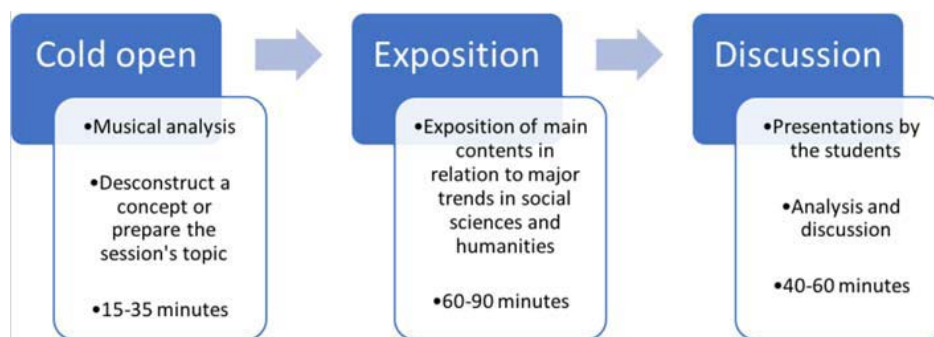 Cold open
•Musical analysis
•Desconstruct a
concept or
prepare the
session's topic
•15-35 minutes
Exposition
•Exposition of main
contents in
relation to major
trends in social
sciences and
humanities
•60-90 minutes
Discussion
•Presentations by
the students
•Analysis and
discussion
•40-60 minutes